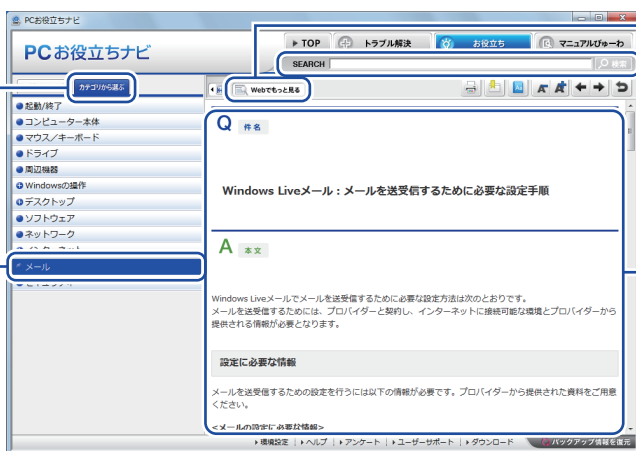 PCお役立ちナビ
PCお役立ちナビ
TOP トラブル解決 お役立ち マニュアルびゅーわ
SEARCH 検索
カテゴリから選ぶ
Webでもっと見る
起動/終了
コンピューター本体
マウス/キーボード
ドライブ
周辺機器
Windowsの操作
デスクトップ
ソフトウェア
ネットワーク
メール
Q 件名
Windows Liveメール：メールを送受信するために必要な設定手順
A 本文
Windows Liveメールでメールを送受信するために必要な設定方法は次のとおりです。
メールを送受信するためには、プロバイダーと契約し、インターネットに接続可能な環境とプロバイダーから
提供される情報が必要となります。
設定に必要な情報
メールを送受信するための設定を行うには以下の情報が必要です。プロバイダーから提供された資料をご用意
ください。
<メールの設定に必要な情報>
環境設定 | ヘルプ | アンケート | ユーザーサポート | ダウンロード バックアップ情報を復元